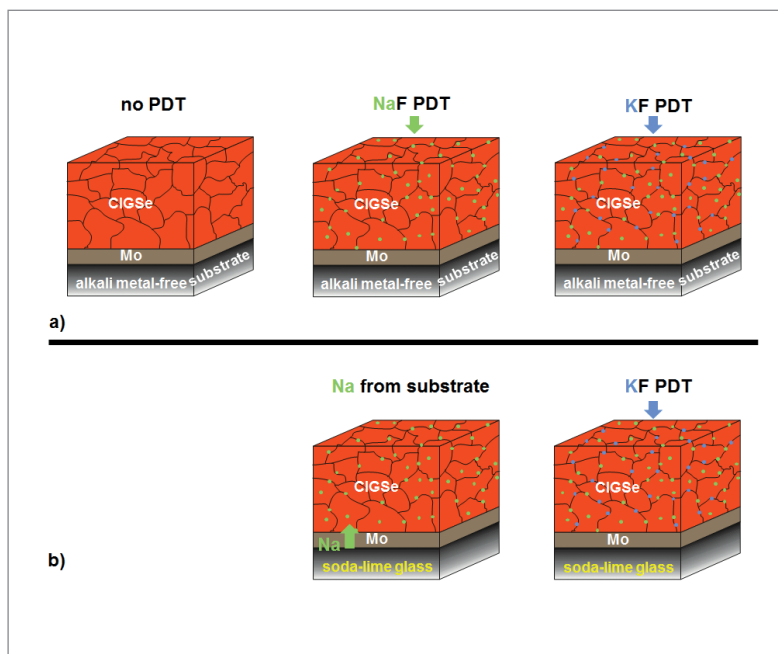 no PDT
NaF PDT
KF PDT
CIGSe
CIGSe
CIGSe
Mo
Mo
Mo
alkali metal-free substrate
alkali metal-free substrate
alkali metal-free substrate
a)
Na from substrate
KF PDT
CIGSe
CIGSe
Na
Mo
Mo
b)
soda-lime glass
soda-lime glass